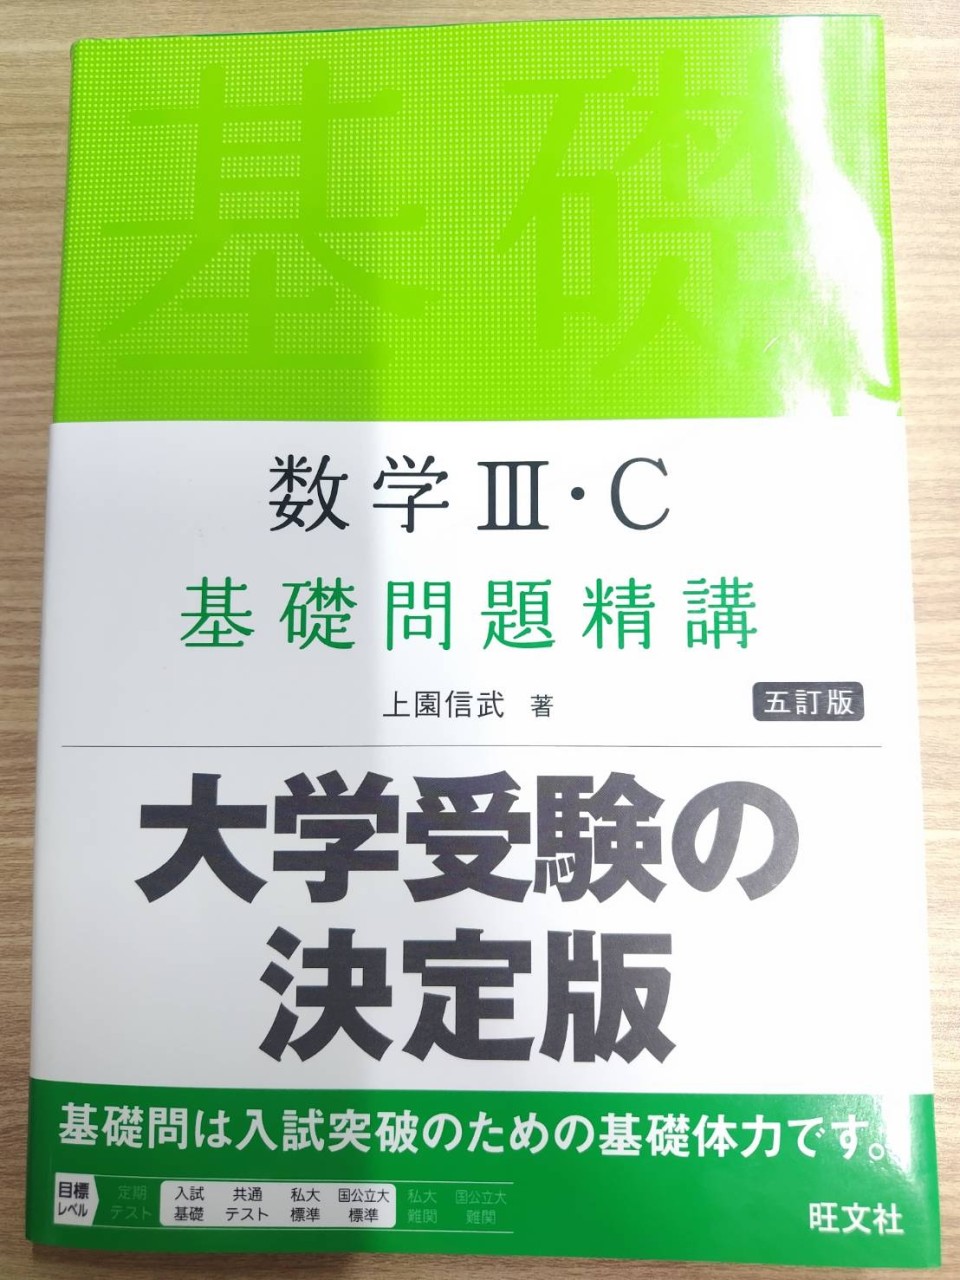 基礎
数学Ⅲ・C
基礎問題精講
上園信武 著
五訂版
大学受験の
決定版
基礎問は入試突破のための基礎体力です。
目標レベル
定期テスト
入試基礎
共通テスト
私大標準
国公立大標準
私大難関
国公立大難関
旺文社